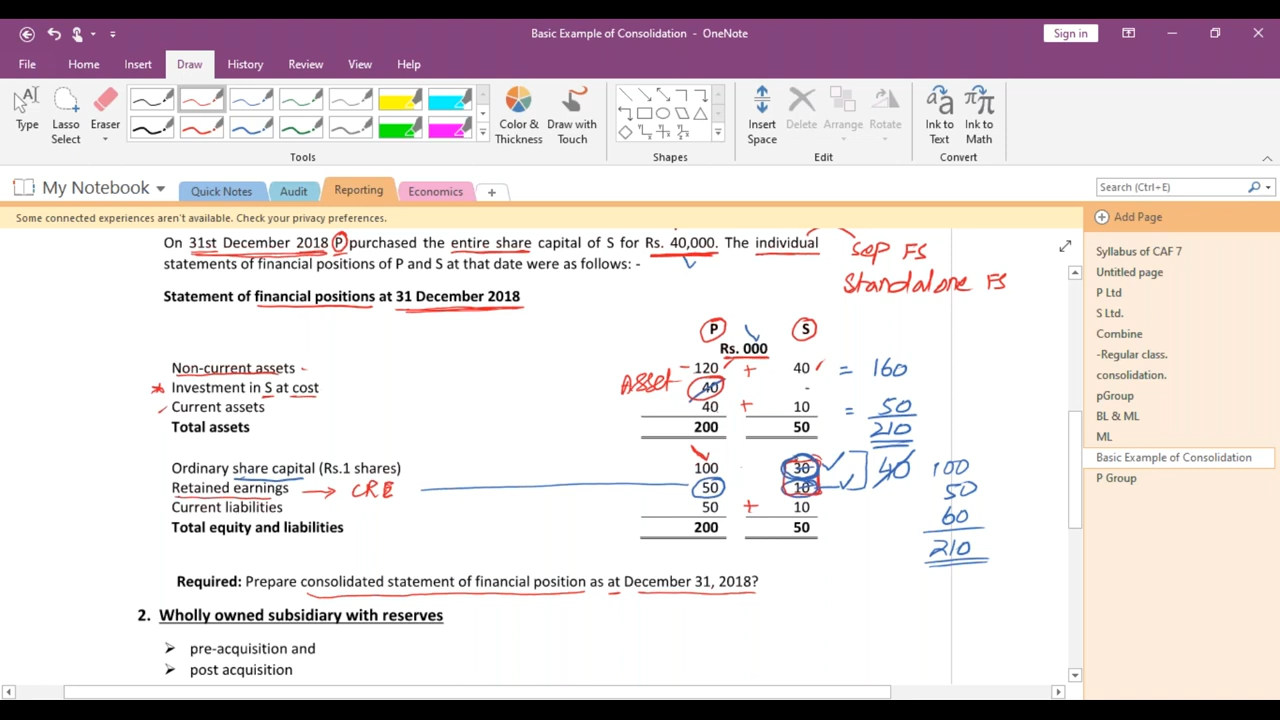 Basic Example of Consolidation - OneNote
Sign in
File Home Insert Draw History Review View Help
Type
Lasso Select
Eraser
Color & Thickness
Draw with Touch
Insert Space
Delete
Arrange
Rotate
Ink to Text
Ink to Math
Tools
Shapes
Edit
Convert
My Notebook
Quick Notes
Audit
Reporting
Economics
Search (Ctrl+E)
Some connected experiences aren't available. Check your privacy preferences.
Add Page
Syllabus of CAF 7
Untitled page
P Ltd
S Ltd.
Combine
-Regular class.
consolidation.
pGroup
BL & ML
ML
Basic Example of Consolidation
P Group
On 31st December 2018 P purchased the entire share capital of S for Rs. 40,000. The individual
Sep FS
statements of financial positions of P and S at that date were as follows: -
Standalone FS
Statement of financial positions at 31 December 2018
P S
Rs. 000
Non-current assets - 120 + 40 = 160
Asset
Investment in S at cost 40 -
Current assets 40 + 10 = 50
Total assets 200 50 210
Ordinary share capital (Rs.1 shares) 100 30 40 100
Retained earnings → CRE 50 10 50
Current liabilities 50 + 10 60
Total equity and liabilities 200 50 210
Required: Prepare consolidated statement of financial position as at December 31, 2018?
2. Wholly owned subsidiary with reserves
➢ pre-acquisition and
➢ post acquisition